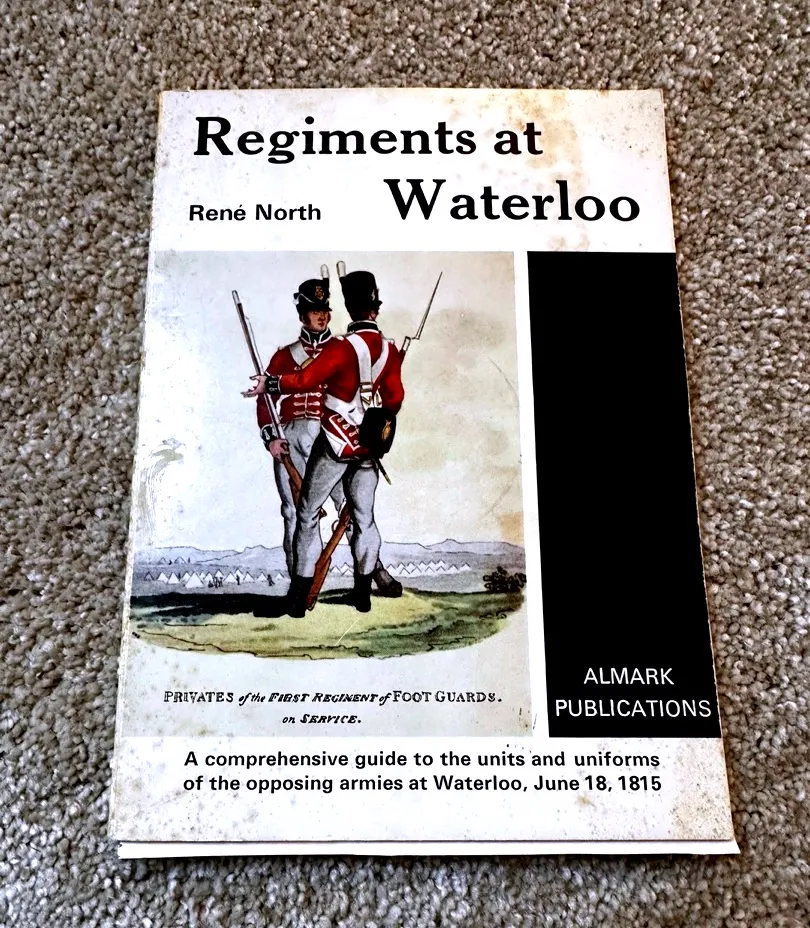 Regiments at
René North
Waterloo
PRIVATES of the FIRST REGIMENT of FOOT GUARDS.
on SERVICE.
ALMARK
PUBLICATIONS
A comprehensive guide to the units and uniforms
of the opposing armies at Waterloo, June 18, 1815